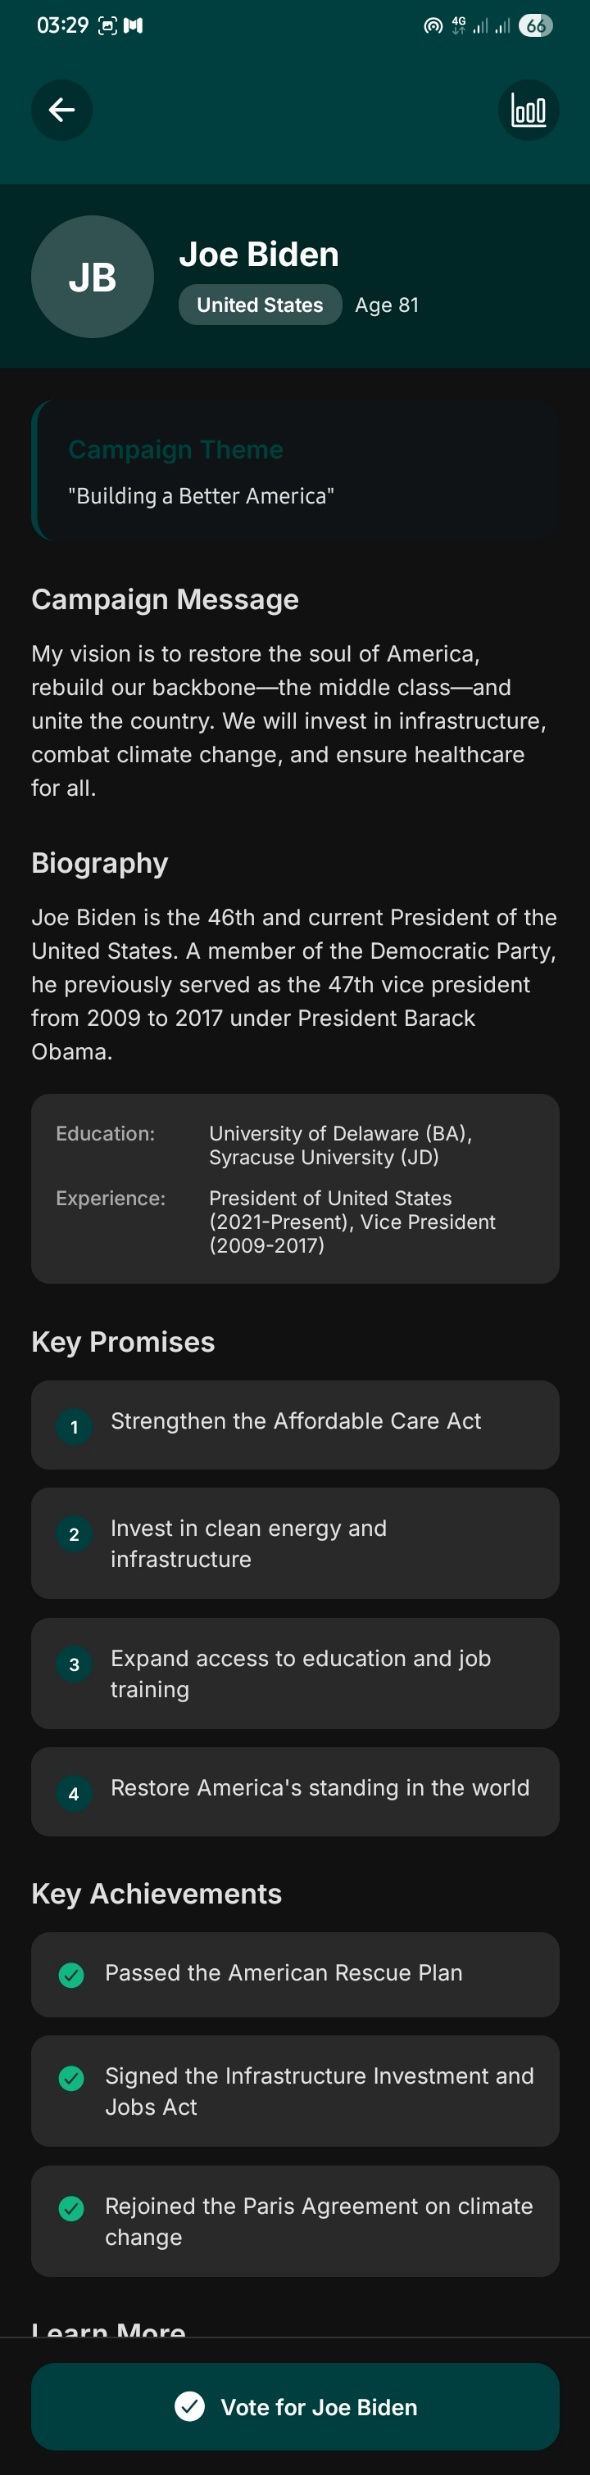 03:29
4G
66
JB
Joe Biden
United States
Age 81
Campaign Theme
"Building a Better America"
Campaign Message
My vision is to restore the soul of America,
rebuild our backbone—the middle class—and
unite the country. We will invest in infrastructure,
combat climate change, and ensure healthcare
for all.
Biography
Joe Biden is the 46th and current President of the
United States. A member of the Democratic Party,
he previously served as the 47th vice president
from 2009 to 2017 under President Barack
Obama.
Education:
University of Delaware (BA),
Syracuse University (JD)
Experience:
President of United States
(2021-Present), Vice President
(2009-2017)
Key Promises
1
Strengthen the Affordable Care Act
2
Invest in clean energy and
infrastructure
3
Expand access to education and job
training
4
Restore America's standing in the world
Key Achievements
Passed the American Rescue Plan
Signed the Infrastructure Investment and
Jobs Act
Rejoined the Paris Agreement on climate
change
Learn More
Vote for Joe Biden